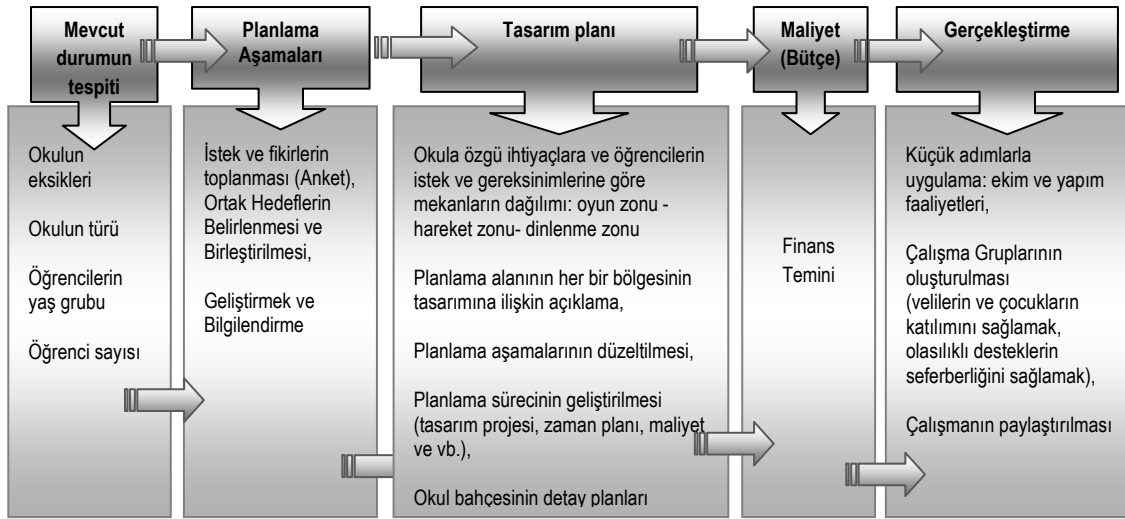 Mevcut
durumun
tespiti
Okulun
eksikleri
Okulun türü
Öğrencilerin
yaş grubu
Öğrenci sayısı
Planlama
Aşamaları
İstek ve fikirlerin
toplanması (Anket),
Ortak Hedeflerin
Belirlenmesi ve
Birleştirilmesi,
Geliştirmek ve
Bilgilendirme
Tasarım planı
Okula özgü ihtiyaçlara ve öğrencilerin
istek ve gereksinimlerine göre
mekanların dağılımı: oyun zonu -
hareket zonu- dinlenme zonu
Planlama alanının her bir bölgesinin
tasarımına ilişkin açıklama,
Planlama aşamalarının düzeltilmesi,
Planlama sürecinin geliştirilmesi
(tasarım projesi, zaman planı, maliyet
ve vb.),
Okul bahçesinin detay planları
Maliyet
(Bütçe)
Finans
Temini
Gerçekleştirme
Küçük adımlarla
uygulama: ekim ve yapım
faaliyetleri,
Çalışma Gruplarının
oluşturulması
(velilerin ve çocukların
katılımını sağlamak,
olasılıklı desteklerin
seferberliğini sağlamak),
Çalışmanın paylaştırılması